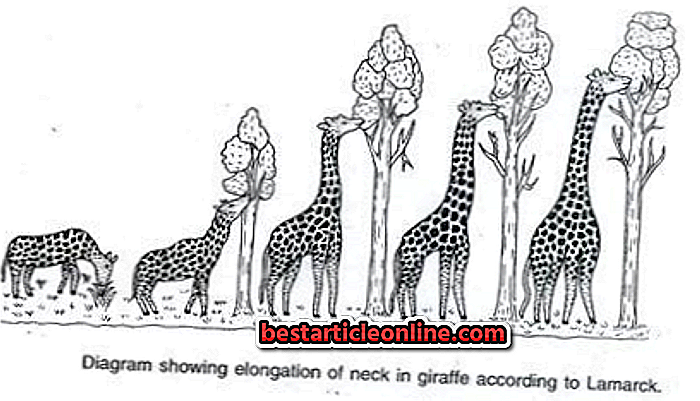 bestarticleonline.com
Diagram showing elongation of neck in giraffe according to Lamarck.